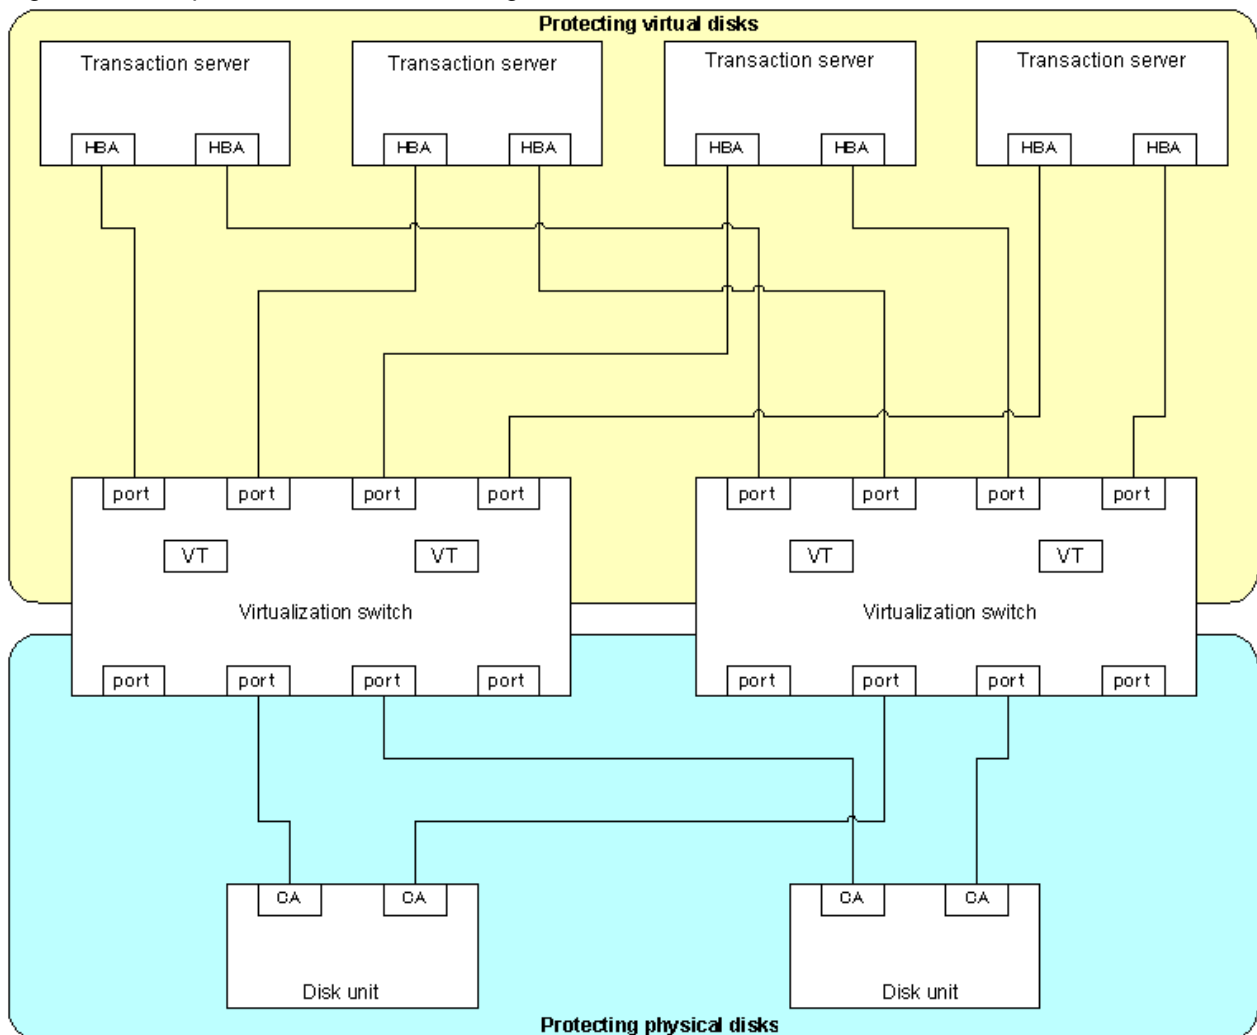 Protecting virtual disks
Transaction server
Transaction server
Transaction server
Transaction server
HBA
HBA
HBA
HBA
HBA
HBA
HBA
HBA
port
port
port
port
port
port
port
port
VT
VT
VT
VT
Virtualization switch
Virtualization switch
port
port
port
port
port
port
port
port
CA
CA
CA
CA
Disk unit
Disk unit
Protecting physical disks